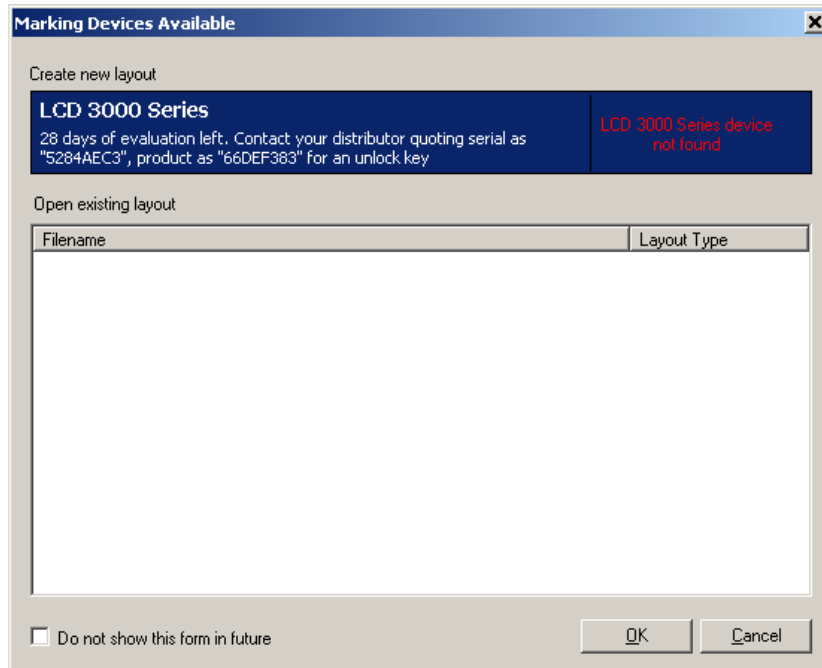 Marking Devices Available
Create new layout
LCD 3000 Series
28 days of evaluation left. Contact your distributor quoting serial as
"5284AEC3", product as "66DEF383" for an unlock key
LCD 3000 Series device
not found
Open existing layout
Filename
Layout Type
Do not show this form in future
OK
Cancel